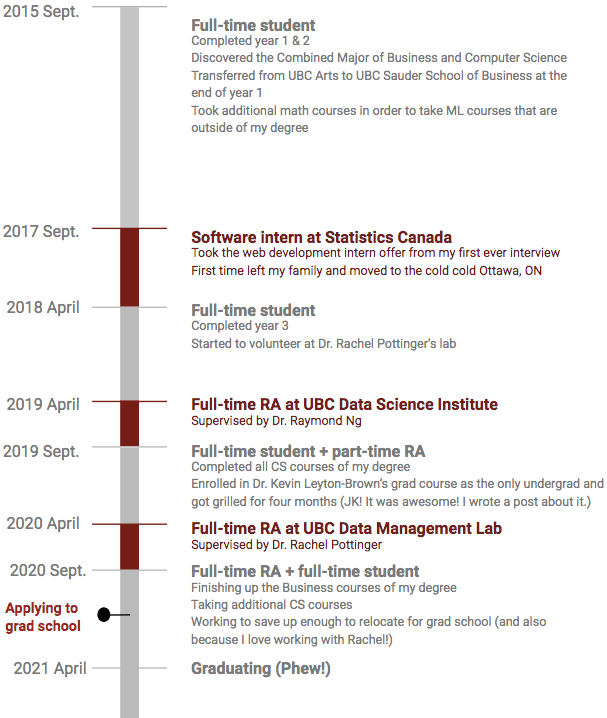 2015 Sept.
Full-time student
Completed year 1 & 2
Discovered the Combined Major of Business and Computer Science
Transferred from UBC Arts to UBC Sauder School of Business at the
end of year 1
Took additional math courses in order to take ML courses that are
outside of my degree
2017 Sept.
Software intern at Statistics Canada
Took the web development intern offer from my first ever interview
First time left my family and moved to the cold cold Ottawa, ON
2018 April
Full-time student
Completed year 3
Started to volunteer at Dr. Rachel Pottinger's lab
2019 April
Full-time RA at UBC Data Science Institute
Supervised by Dr. Raymond Ng
2019 Sept.
Full-time student + part-time RA
Completed all CS courses of my degree
Enrolled in Dr. Kevin Leyton-Brown's grad course as the only undergrad and
got grilled for four months (JK! It was awesome! I wrote a post about it.)
2020 April
Full-time RA at UBC Data Management Lab
Supervised by Dr. Rachel Pottinger
2020 Sept.
Full-time RA + full-time student
Finishing up the Business courses of my degree
Taking additional CS courses
Working to save up enough to relocate for grad school (and also
because I love working with Rachel!)
Applying to
grad school
2021 April
Graduating (Phew!)